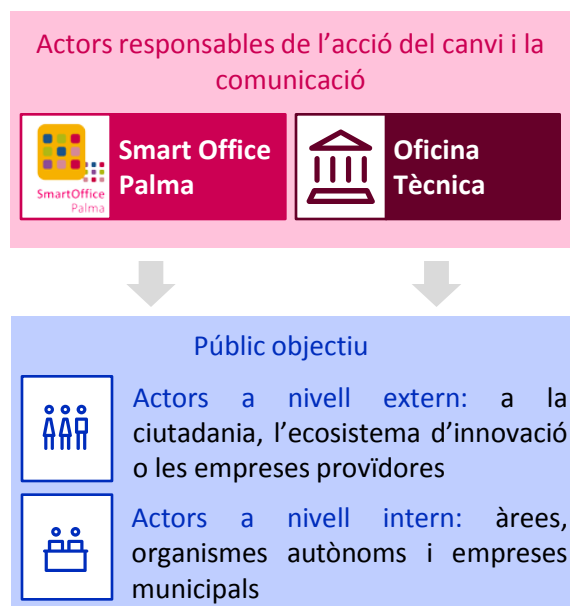 Actors responsables de l’acció del canvi i la
comunicació
SmartOffice
Palma
Smart Office
Palma
Oficina
Tècnica
Públic objectiu
Actors a nivell extern: a la
ciutadania, l’ecosistema d’innovació
o les empreses provïdores
Actors a nivell intern: àrees,
organismes autònoms i empreses
municipals